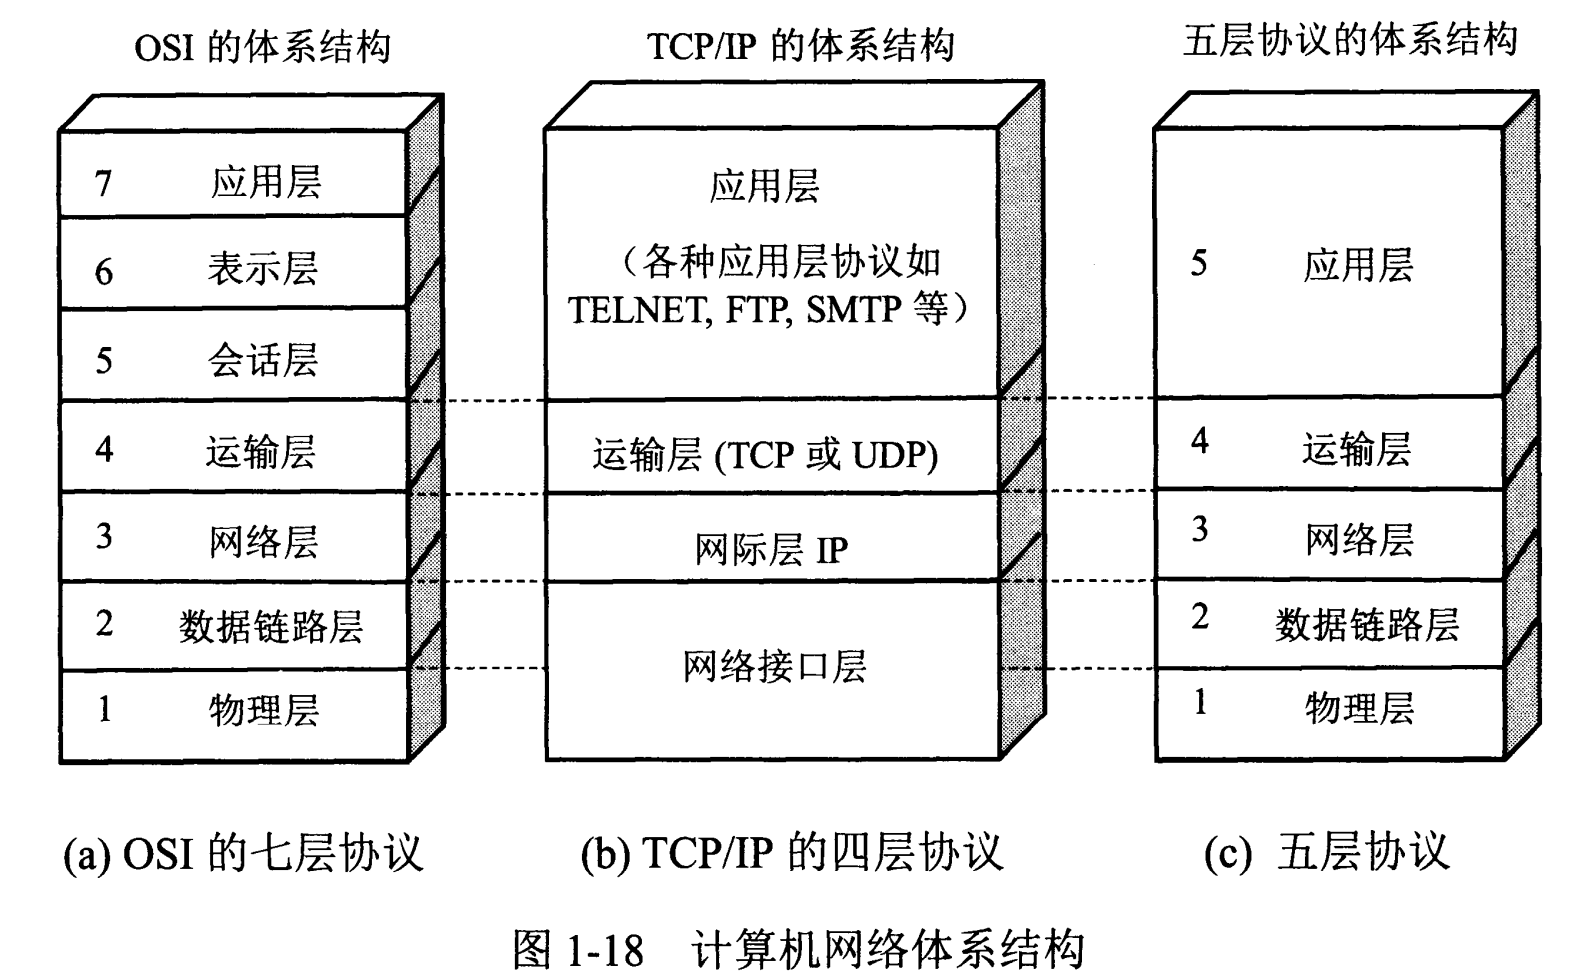 OSI 的体系结构
7 应用层
6 表示层
5 会话层
4 运输层
3 网络层
2 数据链路层
1 物理层
(a) OSI 的七层协议
TCP/IP 的体系结构
应用层
（各种应用层协议如
TELNET, FTP, SMTP 等）
运输层 (TCP 或 UDP)
网际层 IP
网络接口层
(b) TCP/IP 的四层协议
五层协议的体系结构
5 应用层
4 运输层
3 网络层
2 数据链路层
1 物理层
(c) 五层协议
图 1-18 计算机网络体系结构